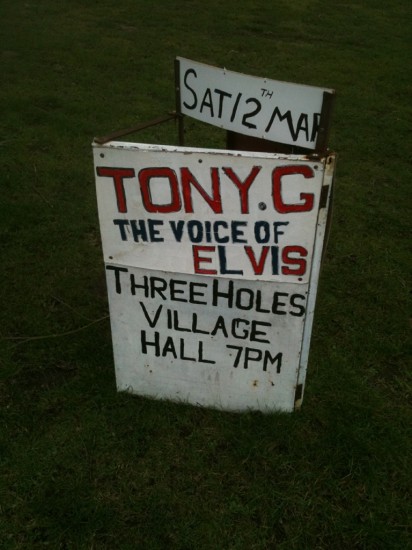 SAT 12TH MAR
TONY.G
THE VOICE OF
ELVIS
THREE HOLES
VILLAGE
HALL 7PM